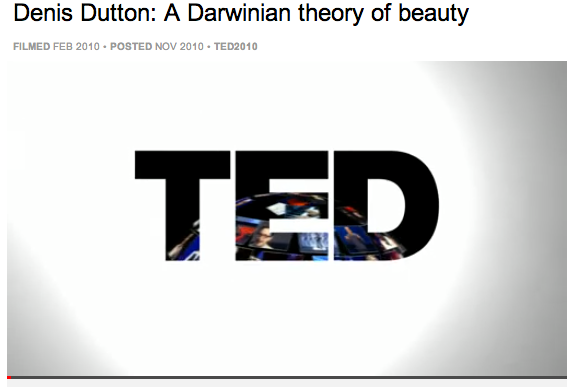 Denis Dutton: A Darwinian theory of beauty
FILMED FEB 2010 • POSTED NOV 2010 • TED2010
TED